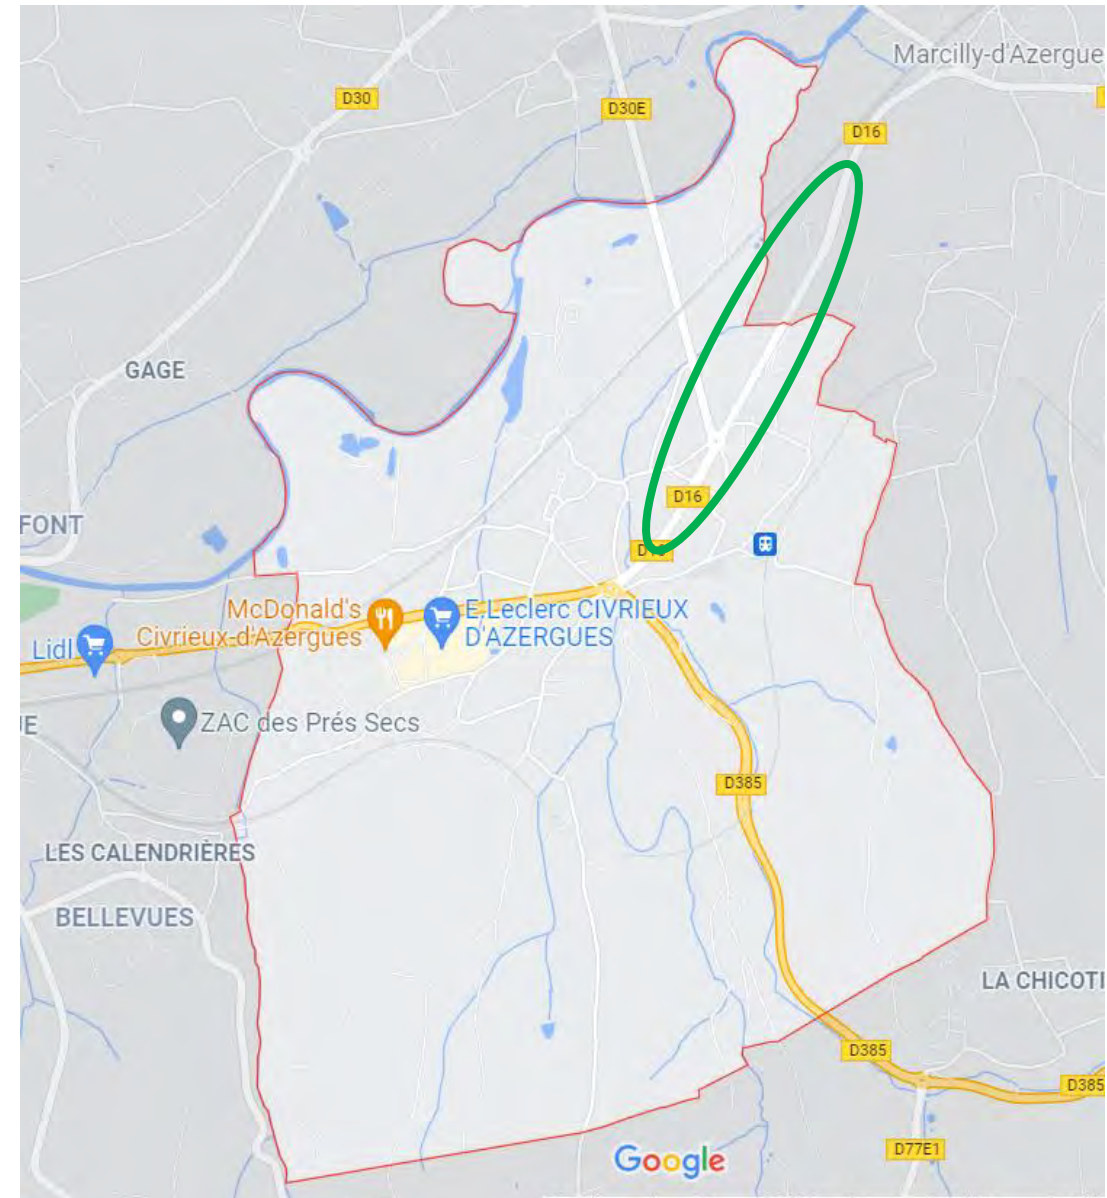 Marcilly-d'Azergue
D30
D30E
D16
GAGE
D16
FONT
McDonald's
Civrieux-d'Azergues
E.Leclerc CIVRIEUX
D'AZERGUES
Lidl
UE
ZAC des Prés Secs
D385
LES CALENDRIÈRES
BELLEVUES
LA CHICOTI
D385
D385
D77E1
Google